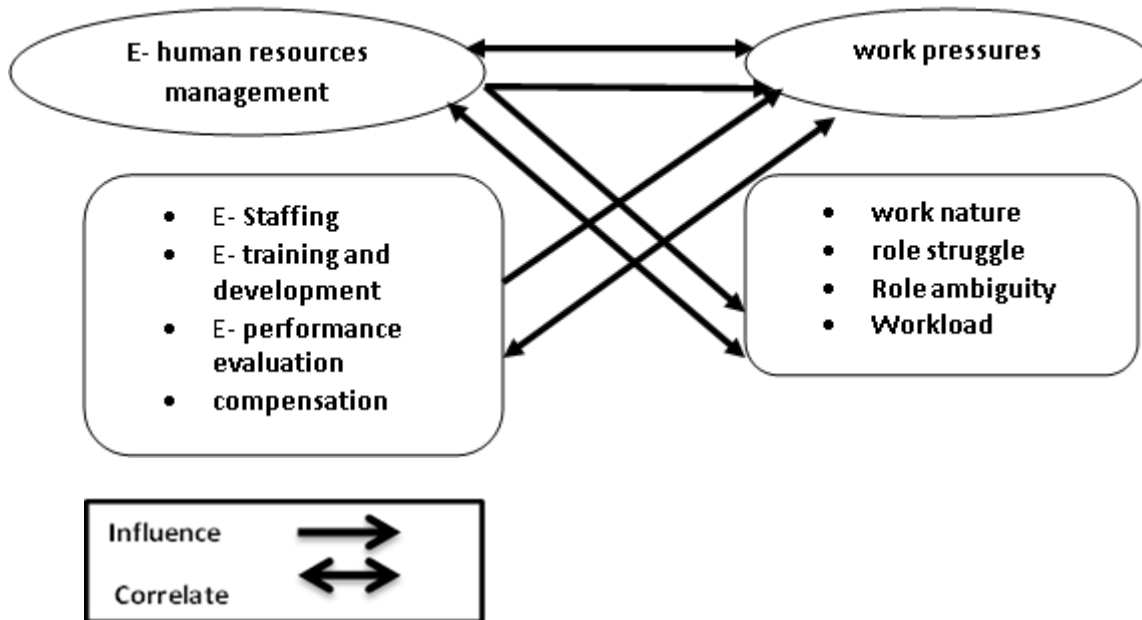 E- human resources
management
work pressures
• E- Staffing
• E- training and
development
• E- performance
evaluation
• compensation
• work nature
• role struggle
• Role ambiguity
• Workload
Influence
Correlate